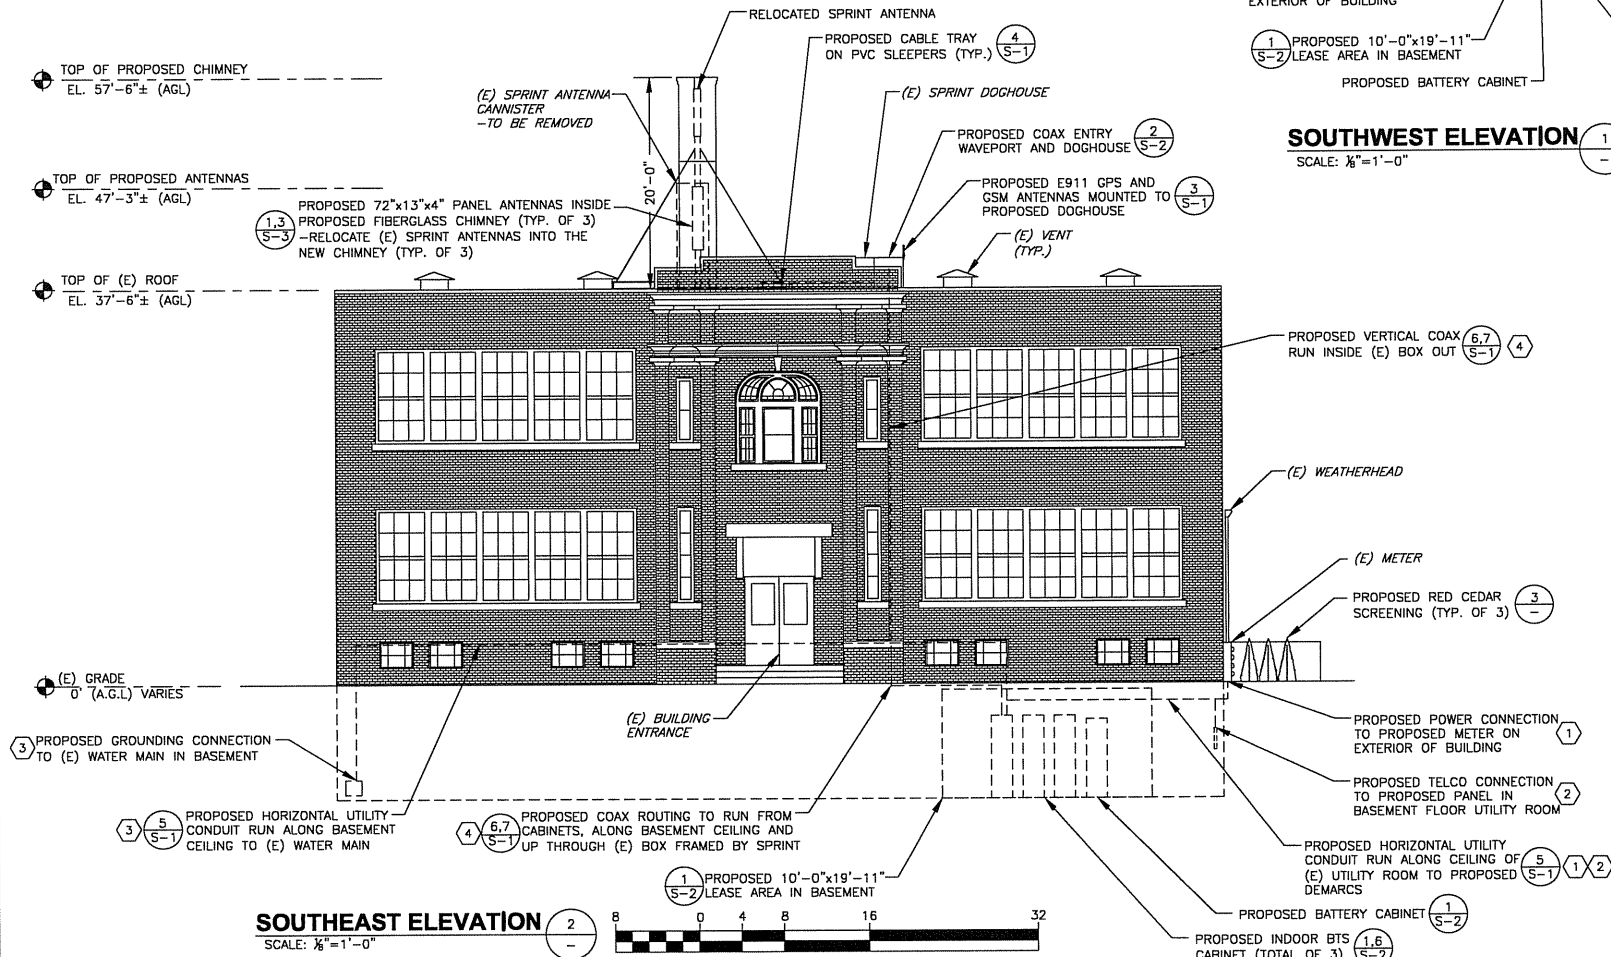 RELOCATED SPRINT ANTENNA
PROPOSED CABLE TRAY
ON PVC SLEEPERS (TYP.)
4
S-1
EXTERIOR OF BUILDING
1
S-2
PROPOSED 10'-0"x19'-11"
LEASE AREA IN BASEMENT
PROPOSED BATTERY CABINET
SOUTHWEST ELEVATION
1
-
SCALE: ⅛"=1'-0"
TOP OF PROPOSED CHIMNEY
EL. 57'-6"± (AGL)
(E) SPRINT ANTENNA
CANNISTER
-TO BE REMOVED
20'-0"
(E) SPRINT DOGHOUSE
PROPOSED COAX ENTRY
WAVEPORT AND DOGHOUSE
2
S-2
TOP OF PROPOSED ANTENNAS
EL. 47'-3"± (AGL)
PROPOSED E911 GPS AND
GSM ANTENNAS MOUNTED TO
PROPOSED DOGHOUSE
3
S-1
1,3
S-3
PROPOSED 72"x13"x4" PANEL ANTENNAS INSIDE
PROPOSED FIBERGLASS CHIMNEY (TYP. OF 3)
-RELOCATE (E) SPRINT ANTENNAS INTO THE
NEW CHIMNEY (TYP. OF 3)
(E) VENT
(TYP.)
TOP OF (E) ROOF
EL. 37'-6"± (AGL)
PROPOSED VERTICAL COAX
RUN INSIDE (E) BOX OUT
6,7
S-1
4
(E) WEATHERHEAD
(E) METER
PROPOSED RED CEDAR
SCREENING (TYP. OF 3)
3
-
(E) GRADE
0' (A.G.L) VARIES
(E) BUILDING
ENTRANCE
3
PROPOSED GROUNDING CONNECTION
TO (E) WATER MAIN IN BASEMENT
PROPOSED POWER CONNECTION
TO PROPOSED METER ON
EXTERIOR OF BUILDING
1
PROPOSED TELCO CONNECTION
TO PROPOSED PANEL IN
BASEMENT FLOOR UTILITY ROOM
2
3
5
S-1
PROPOSED HORIZONTAL UTILITY
CONDUIT RUN ALONG BASEMENT
CEILING TO (E) WATER MAIN
4
6,7
S-1
PROPOSED COAX ROUTING TO RUN FROM
CABINETS, ALONG BASEMENT CEILING AND
UP THROUGH (E) BOX FRAMED BY SPRINT
PROPOSED HORIZONTAL UTILITY
CONDUIT RUN ALONG CEILING OF
(E) UTILITY ROOM TO PROPOSED
DEMARCS
5
S-1
1
2
1
S-2
PROPOSED 10'-0"x19'-11"
LEASE AREA IN BASEMENT
PROPOSED BATTERY CABINET
1
S-2
SOUTHEAST ELEVATION
2
-
SCALE: ⅛"=1'-0"
8 0 4 8 16 32
PROPOSED INDOOR BTS
CABINET (TOTAL OF 3)
1,6
S-2